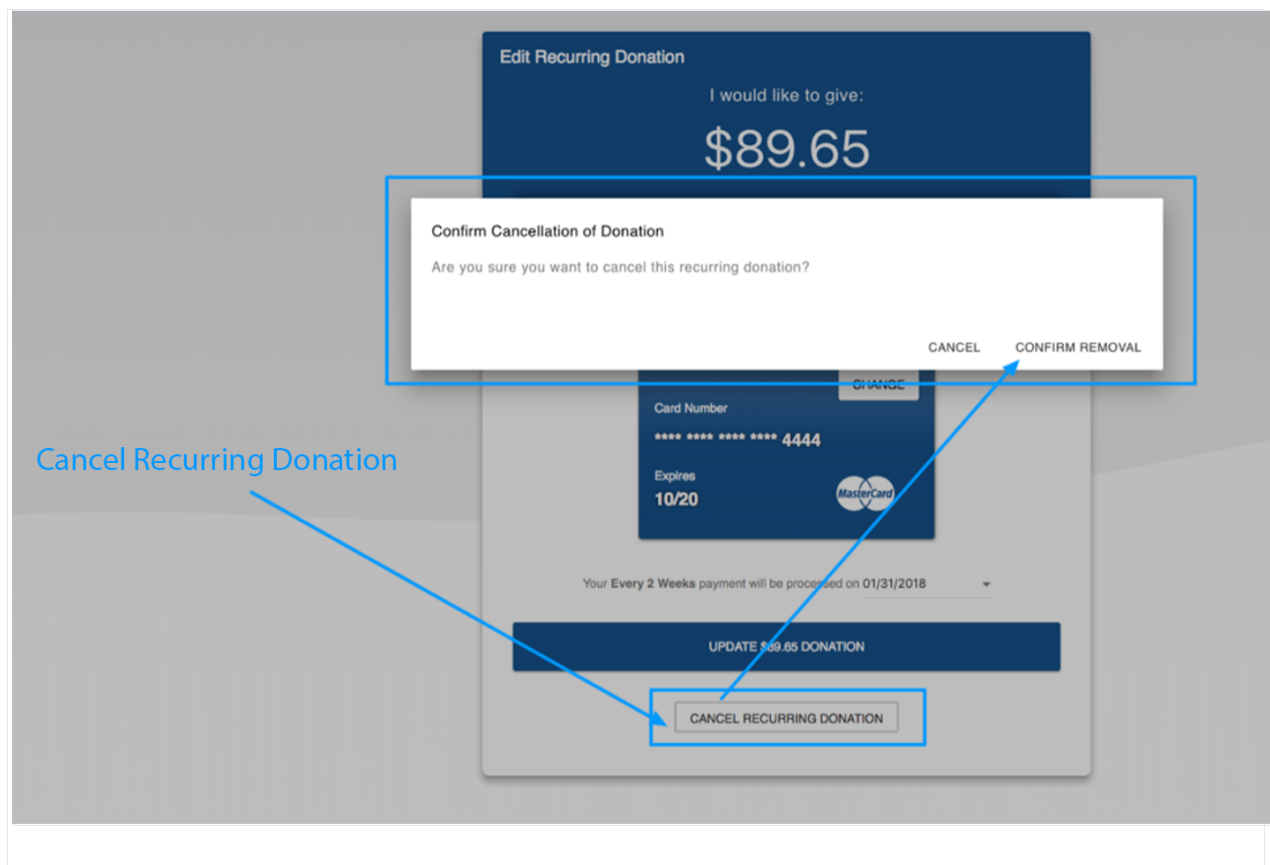 Edit Recurring Donation
I would like to give:
$89.65
Confirm Cancellation of Donation
Are you sure you want to cancel this recurring donation?
CANCEL CONFIRM REMOVAL
CHANGE
Card Number
**** **** **** **** 4444
Cancel Recurring Donation
Expires
10/20
MasterCard
Your Every 2 Weeks payment will be processed on 01/31/2018
UPDATE $89.65 DONATION
CANCEL RECURRING DONATION